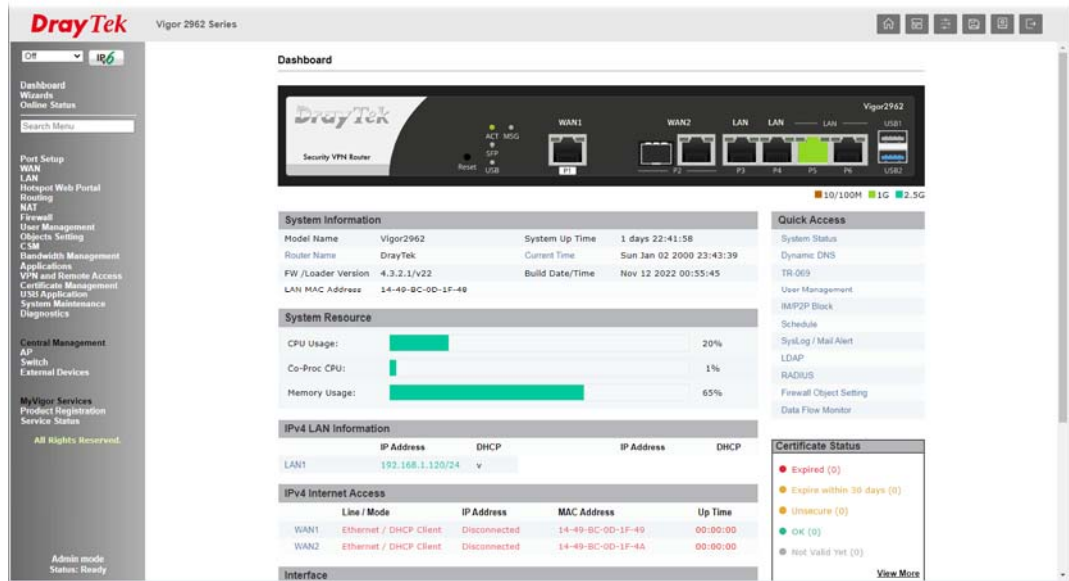 DrayTek Vigor 2962 Series
Off IPv6
Dashboard
Wizards
Online Status
Search Menu
Port Setup
WAN
LAN
Hotspot Web Portal
Routing
NAT
Firewall
User Management
Objects Setting
CSM
Bandwidth Management
Applications
VPN and Remote Access
Certificate Management
USB Application
System Maintenance
Diagnostics
Central Management
AP
Switch
External Devices
MyVigor Services
Product Registration
Service Status
All Rights Reserved.
Admin mode
Status: Ready
Dashboard
DrayTek
Security VPN Router
Vigor2962
ACT MSG
SFP
USB
Reset
WAN1 WAN2 LAN LAN LAN USB1
P1 P2 P3 P4 P5 P6 USB2
10/100M 1G 2.5G
System Information
Model Name Vigor2962 System Up Time 1 days 22:41:58
Router Name DrayTek Current Time Sun Jan 02 2000 23:43:39
FW /Loader Version 4.3.2.1/v22 Build Date/Time Nov 12 2022 00:55:45
LAN MAC Address 14-49-BC-0D-1F-49
System Resource
CPU Usage: 20%
Co-Proc CPU: 1%
Memory Usage: 65%
IPv4 LAN Information
IP Address DHCP IP Address DHCP
LAN1 192.168.1.120/24 v
IPv4 Internet Access
Line / Mode IP Address MAC Address Up Time
WAN1 Ethernet / DHCP Client Disconnected 14-49-BC-0D-1F-49 00:00:00
WAN2 Ethernet / DHCP Client Disconnected 14-49-BC-0D-1F-4A 00:00:00
Interface
Quick Access
System Status
Dynamic DNS
TR-069
User Management
IM/P2P Block
Schedule
SysLog / Mail Alert
LDAP
RADIUS
Firewall Object Setting
Data Flow Monitor
Certificate Status
Expired (0)
Expire within 30 days (0)
Unsecure (0)
OK (0)
Not Valid Yet (0)
View More